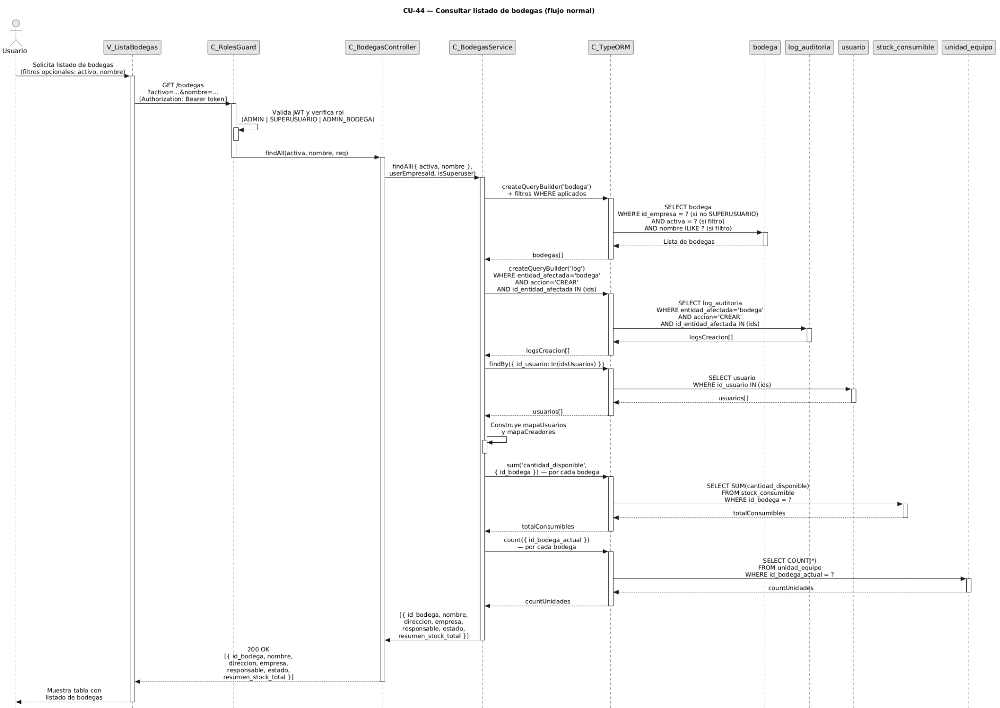 CU-44 — Consultar listado de bodegas (flujo normal)
Usuario
V_ListaBodegas
C_RolesGuard
C_BodegasController
C_BodegasService
C_TypeORM
bodega
log_auditoria
usuario
stock_consumible
unidad_equipo
Solicita listado de bodegas
(filtros opcionales: activo, nombre)
GET /bodegas
?activo=...&nombre=...
[Authorization: Bearer token]
Valida JWT y verifica rol
(ADMIN | SUPERUSUARIO | ADMIN_BODEGA)
findAll(activa, nombre, req)
findAll({ activa, nombre },
userEmpresaId, isSuperuser)
createQueryBuilder('bodega')
+ filtros WHERE aplicados
SELECT bodega
WHERE id_empresa = ? (si no SUPERUSUARIO)
AND activa = ? (si filtro)
AND nombre ILIKE ? (si filtro)
Lista de bodegas
bodegas[]
createQueryBuilder('log')
WHERE entidad_afectada='bodega'
AND accion='CREAR'
AND id_entidad_afectada IN (ids)
SELECT log_auditoria
WHERE entidad_afectada='bodega'
AND accion='CREAR'
AND id_entidad_afectada IN (ids)
logsCreacion[]
logsCreacion[]
findBy({ id_usuario: In(idsUsuarios) })
SELECT usuario
WHERE id_usuario IN (ids)
usuarios[]
usuarios[]
Construye mapaUsuarios
y mapaCreadores
sum('cantidad_disponible',
{ id_bodega }) — por cada bodega
SELECT SUM(cantidad_disponible)
FROM stock_consumible
WHERE id_bodega = ?
totalConsumibles
totalConsumibles
count({ id_bodega_actual })
— por cada bodega
SELECT COUNT(*)
FROM unidad_equipo
WHERE id_bodega_actual = ?
countUnidades
countUnidades
[{ id_bodega, nombre,
direccion, empresa,
responsable, estado,
resumen_stock_total }]
200 OK
[{ id_bodega, nombre,
direccion, empresa,
responsable, estado,
resumen_stock_total }]
Muestra tabla con
listado de bodegas